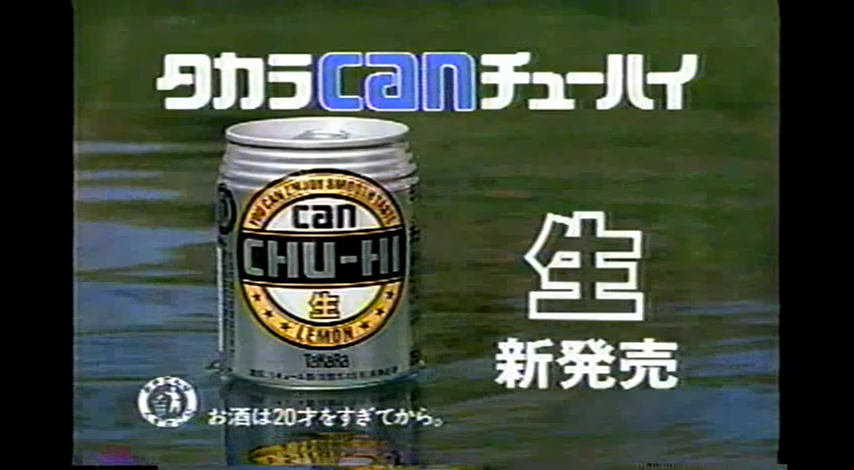 タカラcanチューハイ
YOU CAN ENJOY SMOOTH TASTE
can
CHU-HI
生
LEMON
TaKaRa
生
新発売
お酒は20才をすぎてから。